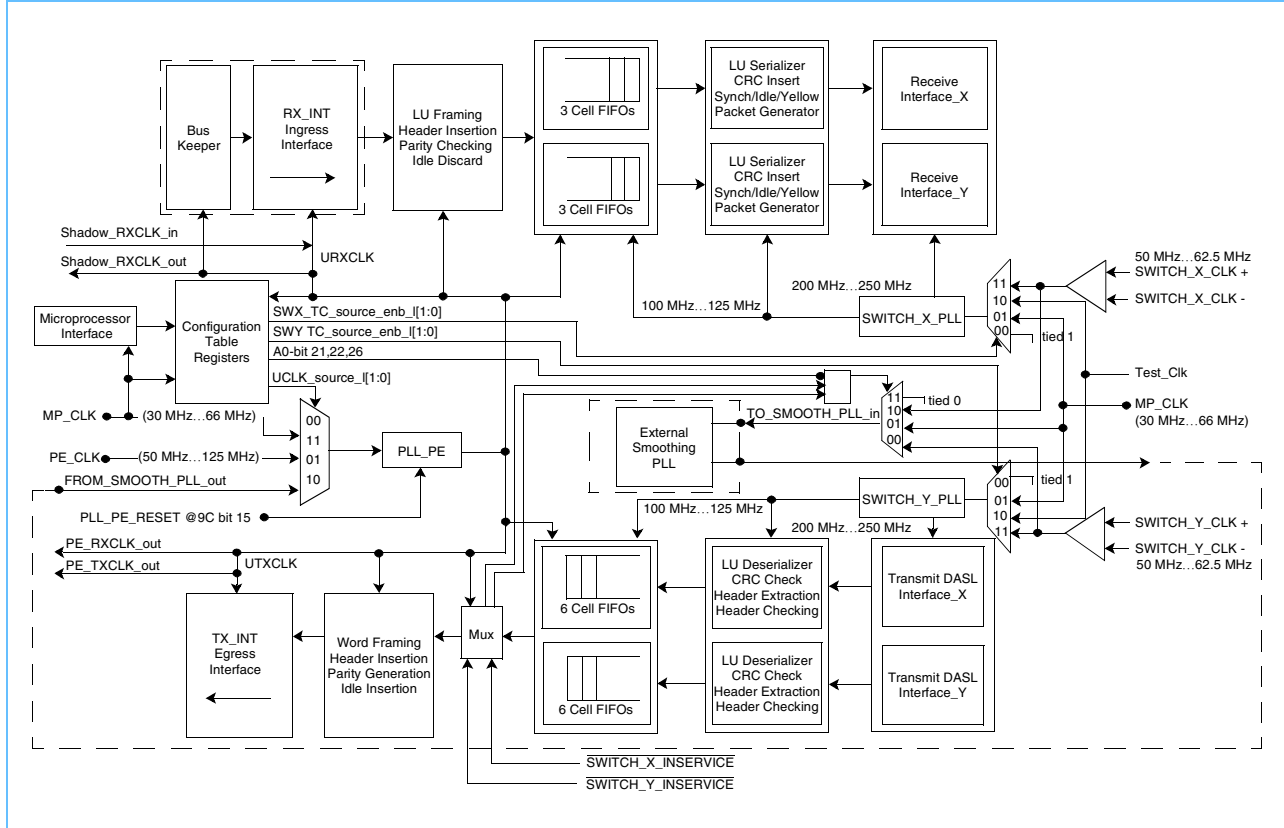 Bus
Keeper
RX_INT
Ingress
Interface
LU Framing
Header Insertion
Parity Checking
Idle Discard
3 Cell FIFOs
3 Cell FIFOs
LU Serializer
CRC Insert
Synch/Idle/Yellow
Packet Generator
LU Serializer
CRC Insert
Synch/Idle/Yellow
Packet Generator
Receive
Interface_X
Receive
Interface_Y
Shadow_RXCLK_in
Shadow_RXCLK_out
URXCLK
Microprocessor
Interface
Configuration
Table
Registers
SWX_TC_source_enb_l[1:0]
SWY TC_source_enb_l[1:0]
A0-bit 21,22,26
UCLK_source_l[1:0]
100 MHz...125 MHz
200 MHz...250 MHz
SWITCH_X_PLL
11
10
01
00
tied 1
50 MHz...62.5 MHz
SWITCH_X_CLK +
SWITCH_X_CLK -
Test_Clk
MP_CLK
(30 MHz...66 MHz)
MP_CLK
(30 MHz...66 MHz)
PE_CLK
(50 MHz...125 MHz)
FROM_SMOOTH_PLL_out
00
11
01
10
PLL_PE
PLL_PE_RESET @9C bit 15
TO_SMOOTH_PLL_in
External
Smoothing
PLL
11
10
01
00
tied 0
SWITCH_Y_PLL
100 MHz...125 MHz
200 MHz...250 MHz
00
01
10
11
tied 1
SWITCH_Y_CLK +
SWITCH_Y_CLK -
50 MHz...62.5 MHz
PE_RXCLK_out
PE_TXCLK_out
UTXCLK
TX_INT
Egress
Interface
Word Framing
Header Insertion
Parity Generation
Idle Insertion
Mux
6 Cell FIFOs
6 Cell FIFOs
LU Deserializer
CRC Check
Header Extraction
Header Checking
LU Deserializer
CRC Check
Header Extraction
Header Checking
Transmit DASL
Interface_X
Transmit DASL
Interface_Y
SWITCH_X_INSERVICE
SWITCH_Y_INSERVICE